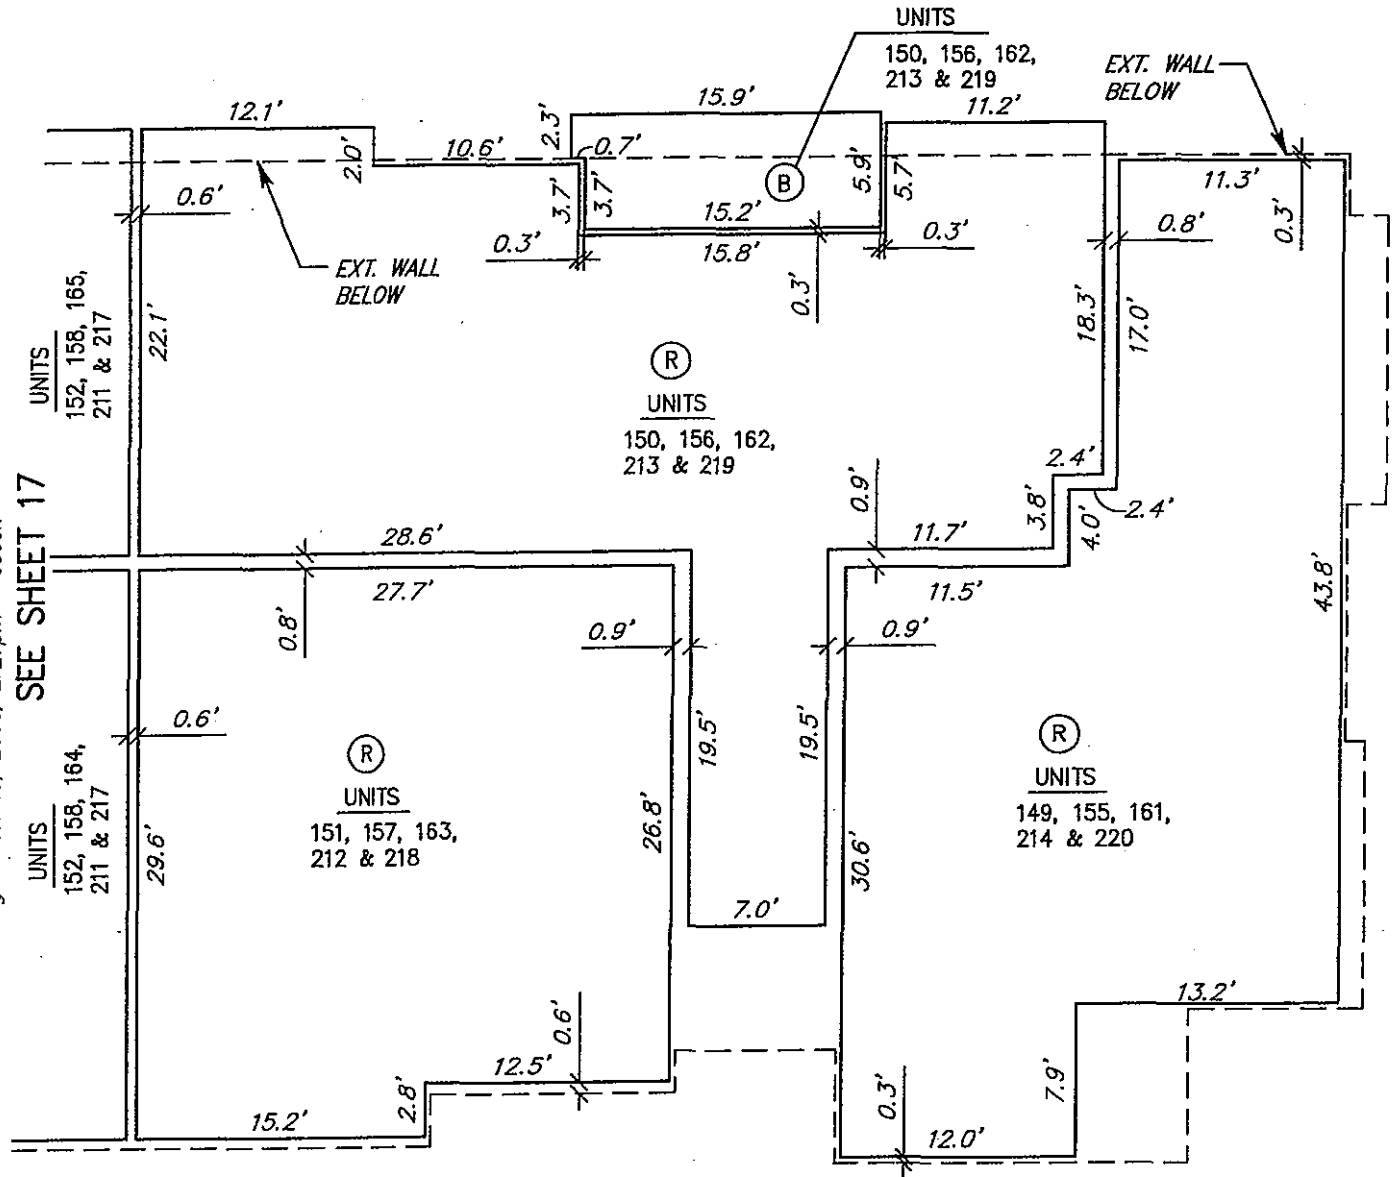 UNITS
150, 156, 162,
213 & 219
EXT. WALL
BELOW
12.1'
2.0'
10.6'
2.3'
15.9'
0.7'
11.2'
B
5.9'
5.7'
3.7'
3.7'
15.2'
15.8'
0.3'
0.3'
0.3'
11.3'
0.3'
0.8'
0.6'
EXT. WALL
BELOW
UNITS
152, 158, 165,
211 & 217
22.1'
18.3'
17.0'
R
UNITS
150, 156, 162,
213 & 219
2.4'
2.4'
3.8'
4.0'
0.9'
11.7'
11.5'
SEE SHEET 17
28.6'
27.7'
0.8'
0.9'
0.9'
43.8'
0.6'
19.5'
19.5'
R
UNITS
151, 157, 163,
212 & 218
R
UNITS
149, 155, 161,
214 & 220
UNITS
152, 158, 164,
211 & 217
29.6'
26.8'
30.6'
7.0'
13.2'
0.6'
12.5'
2.8'
15.2'
7.9'
0.3'
12.0'